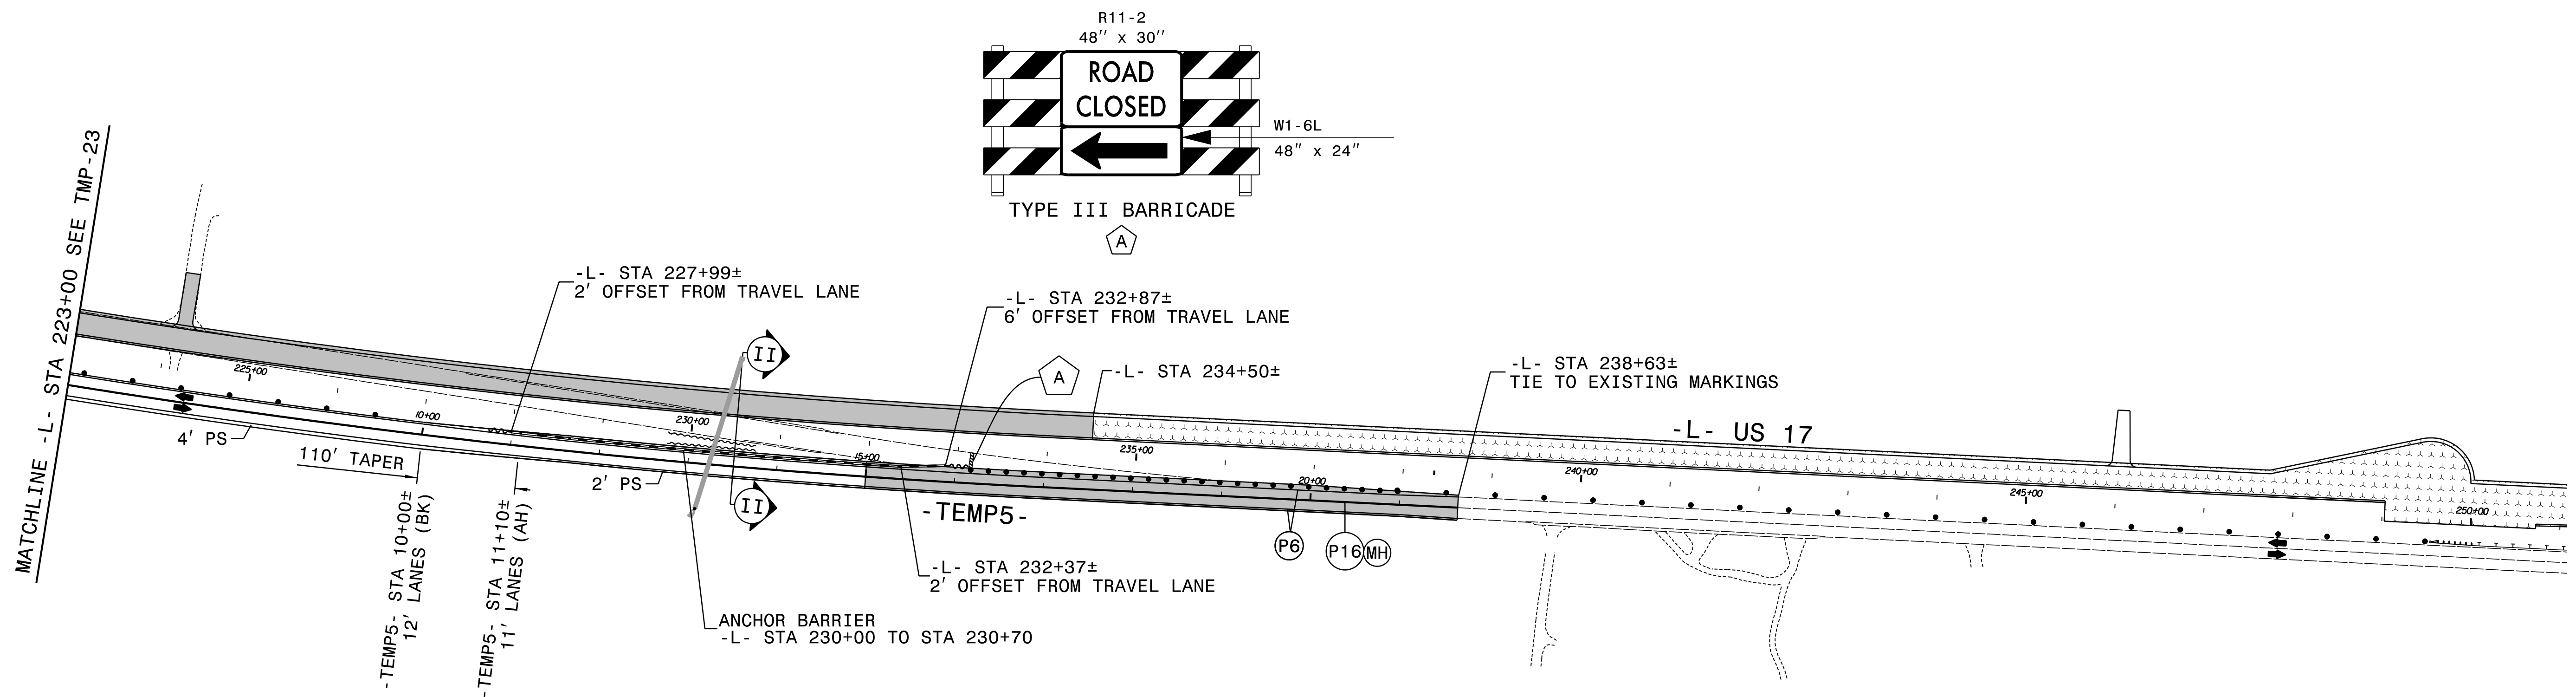 R11-2
48" x 30"
ROAD
CLOSED
W1-6L
48" x 24"
TYPE III BARRICADE
A
MATCHLINE -L- STA 223+00 SEE TMP-23
-L- STA 227+99±
2' OFFSET FROM TRAVEL LANE
-L- STA 232+87±
6' OFFSET FROM TRAVEL LANE
II
A
-L- STA 234+50±
-L- STA 238+63±
TIE TO EXISTING MARKINGS
-L- US 17
225+00
10+00
230+00
15+00
235+00
20+00
240+00
245+00
250+00
4' PS
110' TAPER
2' PS
II
-TEMP5-
P6
P16
MH
-TEMP5- STA 10+00±
12' LANES (BK)
-TEMP5- STA 11+10±
11' LANES (AH)
-L- STA 232+37±
2' OFFSET FROM TRAVEL LANE
ANCHOR BARRIER
-L- STA 230+00 TO STA 230+70